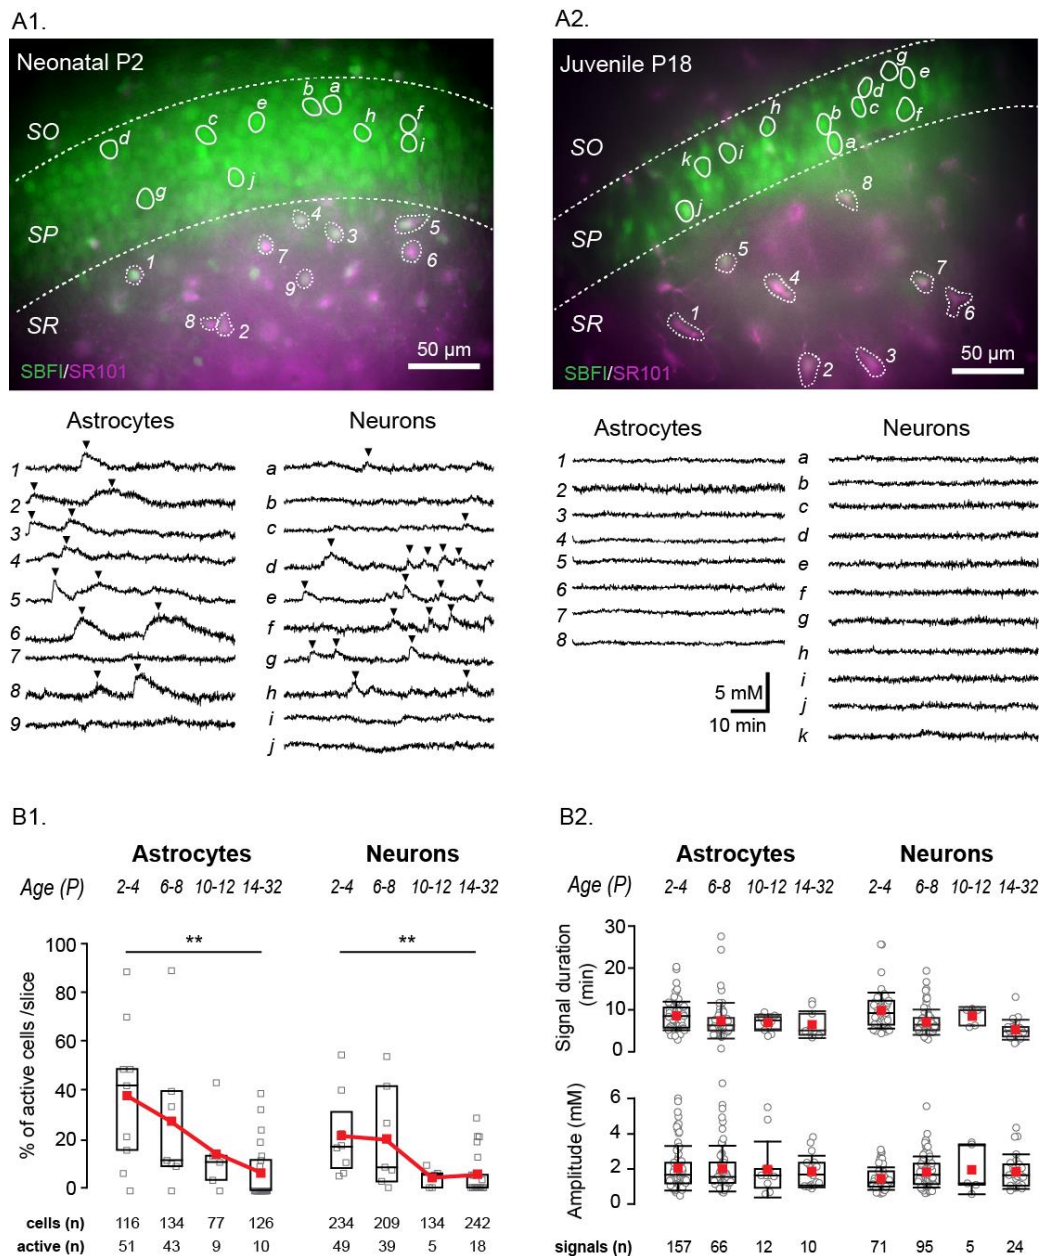 A1.
Neonatal P2
SO
SP
SR
a
b
c
d
e
f
g
h
i
j
1
2
3
4
5
6
7
8
9
SBFI/SR101
50 µm
Astrocytes
1
2
3
4
5
6
7
8
9
Neurons
a
b
c
d
e
f
g
h
i
j
A2.
Juvenile P18
SO
SP
SR
a
b
c
d
e
f
g
h
i
j
k
1
2
3
4
5
6
7
8
SBFI/SR101
50 µm
Astrocytes
1
2
3
4
5
6
7
8
5 mM
10 min
Neurons
a
b
c
d
e
f
g
h
i
j
k
B1.
Astrocytes Neurons
Age (P) 2-4 6-8 10-12 14-32 2-4 6-8 10-12 14-32
** **
% of active cells /slice
100
80
60
40
20
0
cells (n) 116 134 77 126 234 209 134 242
active (n) 51 43 9 10 49 39 5 18
B2.
Astrocytes Neurons
Age (P) 2-4 6-8 10-12 14-32 2-4 6-8 10-12 14-32
Signal duration
(min)
30
20
10
0
Amplitude (mM)
6
4
2
0
signals (n) 157 66 12 10 71 95 5 24